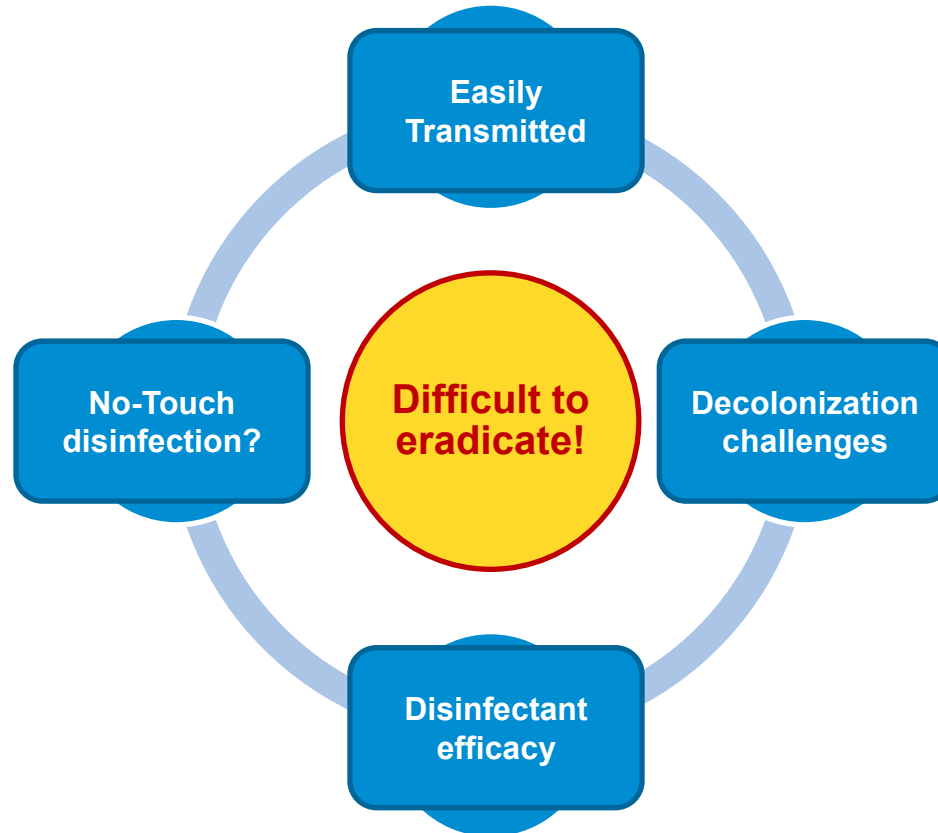 Easily
Transmitted
No-Touch
disinfection?
Difficult to
eradicate!
Decolonization
challenges
Disinfectant
efficacy